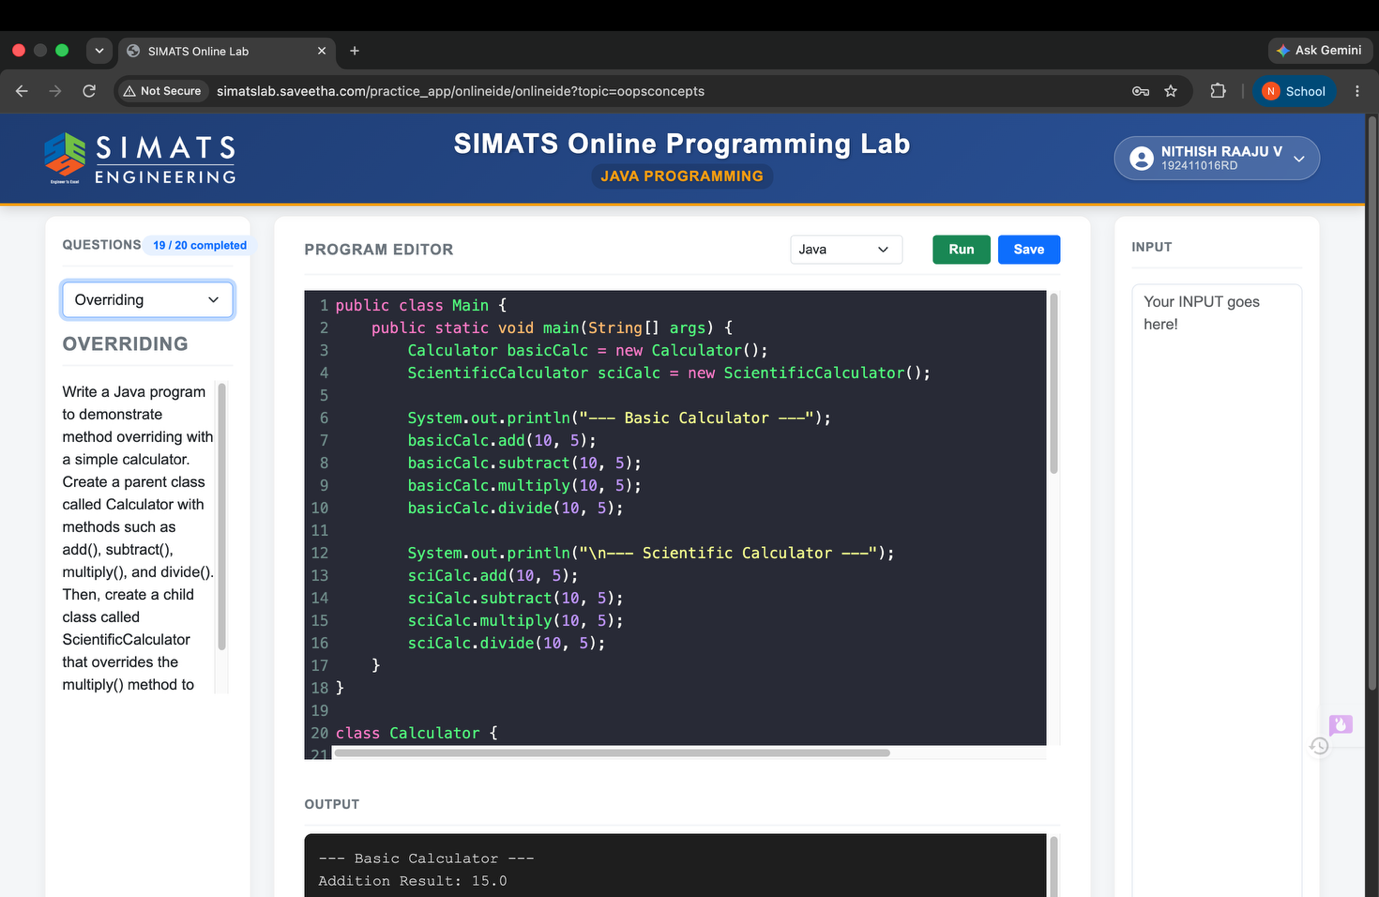 SIMATS Online Lab
Ask Gemini
Not Secure
simatslab.saveetha.com/practice_app/onlineide/onlineide?topic=oopsconcepts
N School
SIMATS
ENGINEERING
Engineer to Excel
SIMATS Online Programming Lab
JAVA PROGRAMMING
NITHISH RAAJU V
192411016RD
QUESTIONS 19 / 20 completed
Overriding
OVERRIDING
Write a Java program
to demonstrate
method overriding with
a simple calculator.
Create a parent class
called Calculator with
methods such as
add(), subtract(),
multiply(), and divide().
Then, create a child
class called
ScientificCalculator
that overrides the
multiply() method to
PROGRAM EDITOR
Java
Run
Save
1 public class Main {
2     public static void main(String[] args) {
3         Calculator basicCalc = new Calculator();
4         ScientificCalculator sciCalc = new ScientificCalculator();
5
6         System.out.println("--- Basic Calculator ---");
7         basicCalc.add(10, 5);
8         basicCalc.subtract(10, 5);
9         basicCalc.multiply(10, 5);
10         basicCalc.divide(10, 5);
11
12         System.out.println("\n--- Scientific Calculator ---");
13         sciCalc.add(10, 5);
14         sciCalc.subtract(10, 5);
15         sciCalc.multiply(10, 5);
16         sciCalc.divide(10, 5);
17     }
18 }
19
20 class Calculator {
21
OUTPUT
--- Basic Calculator ---
Addition Result: 15.0
INPUT
Your INPUT goes
here!